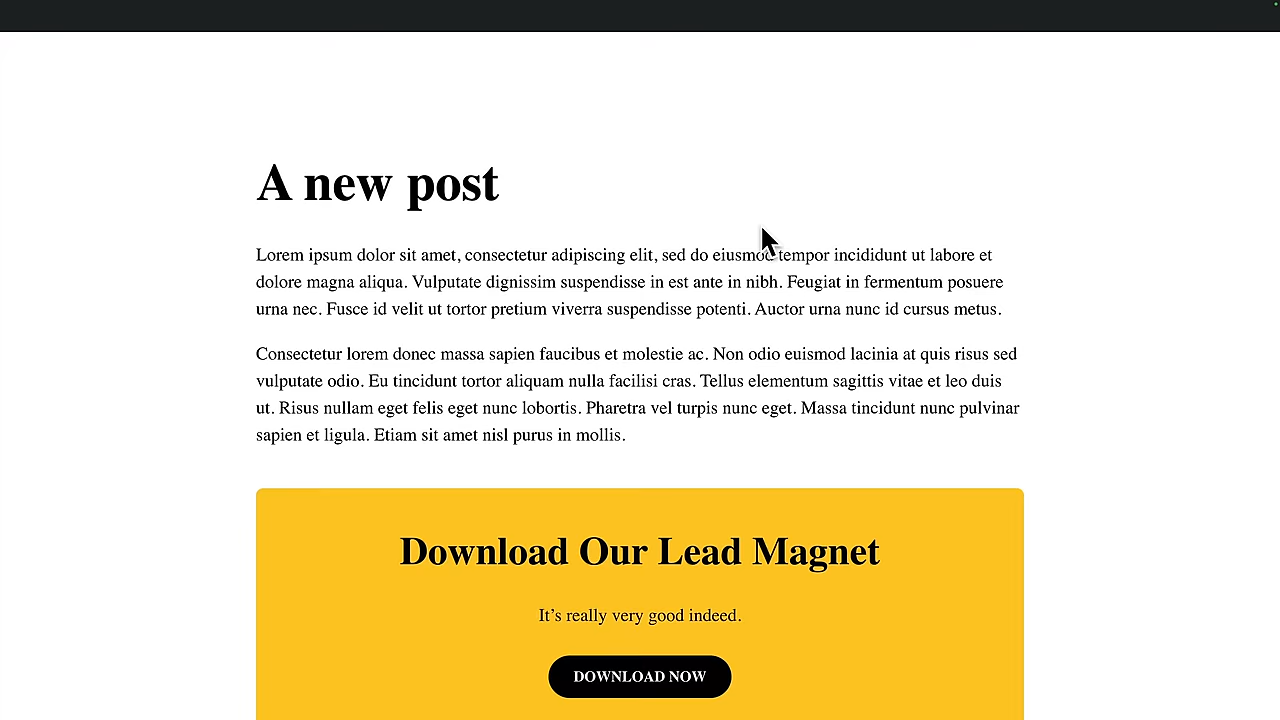 A new post
Lorem ipsum dolor sit amet, consectetur adipiscing elit, sed do eiusmod tempor incididunt ut labore et
dolore magna aliqua. Vulputate dignissim suspendisse in est ante in nibh. Feugiat in fermentum posuere
urna nec. Fusce id velit ut tortor pretium viverra suspendisse potenti. Auctor urna nunc id cursus metus.
Consectetur lorem donec massa sapien faucibus et molestie ac. Non odio euismod lacinia at quis risus sed
vulputate odio. Eu tincidunt tortor aliquam nulla facilisi cras. Tellus elementum sagittis vitae et leo duis
ut. Risus nullam eget felis eget nunc lobortis. Pharetra vel turpis nunc eget. Massa tincidunt nunc pulvinar
sapien et ligula. Etiam sit amet nisl purus in mollis.
Download Our Lead Magnet
It’s really very good indeed.
DOWNLOAD NOW